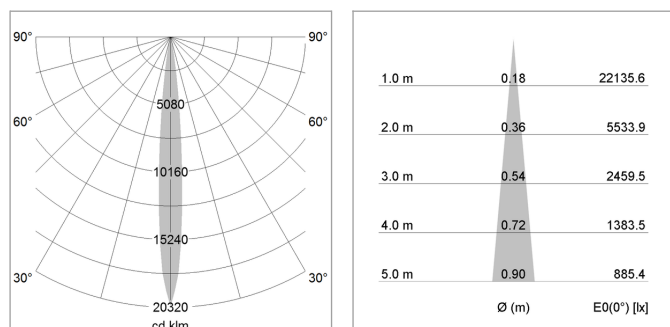 90° 90°
5080
60° 60°
10160
15240
30° 30°
20320
cd klm
1.0 m 0.18 22135.6
2.0 m 0.36 5533.9
3.0 m 0.54 2459.5
4.0 m 0.72 1383.5
5.0 m 0.90 885.4
Ø (m) E0(0°) [lx]